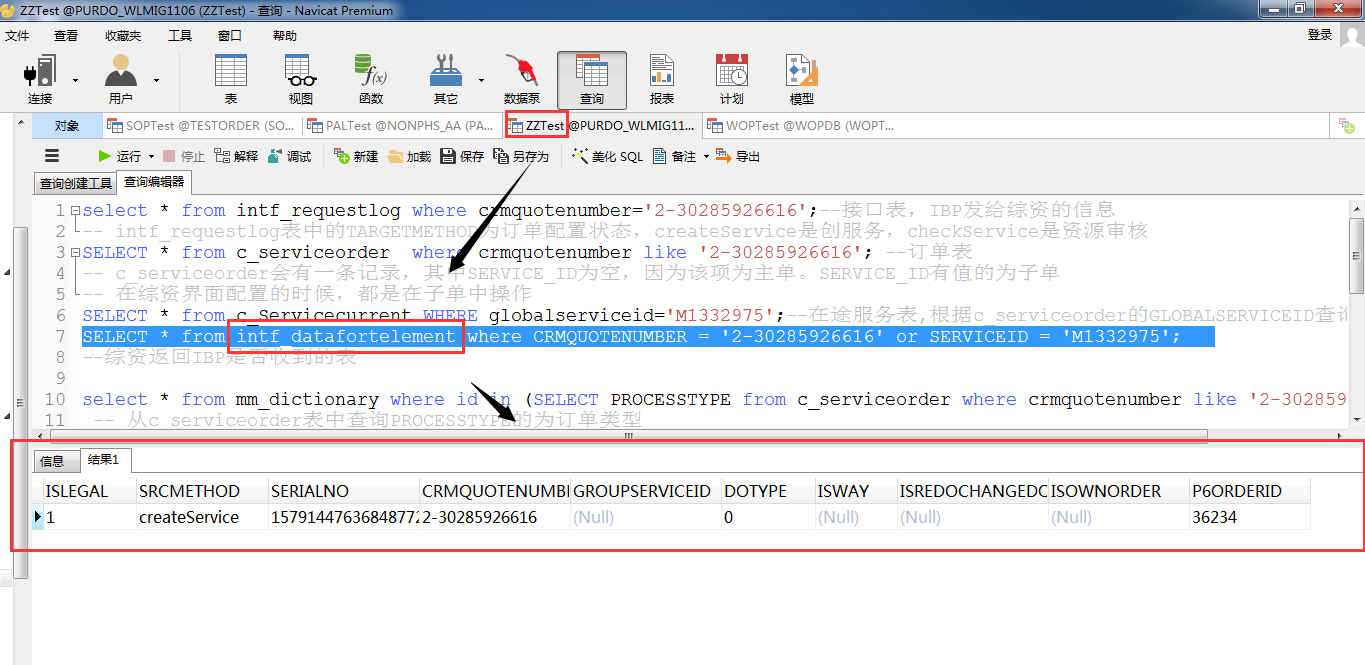 ZZTest @PURDO_WLMIG1106 (ZZTest) - 查询 - Navicat Premium
文件 查看 收藏夹 工具 窗口 帮助 登录
连接 用户 表 视图 函数 其它 数据泵 查询 报表 计划 模型
对象 SOPTest @TESTORDER (SO... PALTest @NONPHS_AA (PA... ZZTest @PURDO_WLMIG11... WOPTest @WOPDB (WOPT...
运行 停止 解释 调试 新建 加载 保存 另存为 美化 SQL 备注 导出
查询创建工具 查询编辑器
1 select * from intf_requestlog where crmquotenumber='2-30285926616';--接口表，IBP发给综资的信息
2 -- intf_requestlog表中的TARGETMETHOD为订单配置状态，createService是创服务，checkService是资源审核
3 SELECT * from c_serviceorder  where crmquotenumber like '2-30285926616'; --订单表
4 -- c_serviceorder会有一条记录，其中SERVICE_ID为空，因为该项为主单。SERVICE_ID有值的为子单
5 -- 在综资界面配置的时候，都是在子单中操作
6 SELECT * from c_Servicecurrent WHERE globalserviceid='M1332975';--在途服务表,根据c_serviceorder的GLOBALSERVICEID查询
7 SELECT * from intf_datafortelement where CRMQUOTENUMBER = '2-30285926616' or SERVICEID = 'M1332975';
8 --综资返回IBP是否收到的表
9
10 select * from mm_dictionary where id in (SELECT PROCESSTYPE from c_serviceorder where crmquotenumber like '2-302859
11 -- 从c_serviceorder表中查询PROCESSTYPE的为订单类型
信息 结果1
ISLEGAL SRCMETHOD SERIALNO CRMQUOTENUMBE GROUPSERVICEID DOTYPE ISWAY ISREDOCHANGEDO ISOWNORDER P6ORDERID
1 createService 15791447636848772 2-30285926616 (Null) 0 (Null) (Null) (Null) 36234